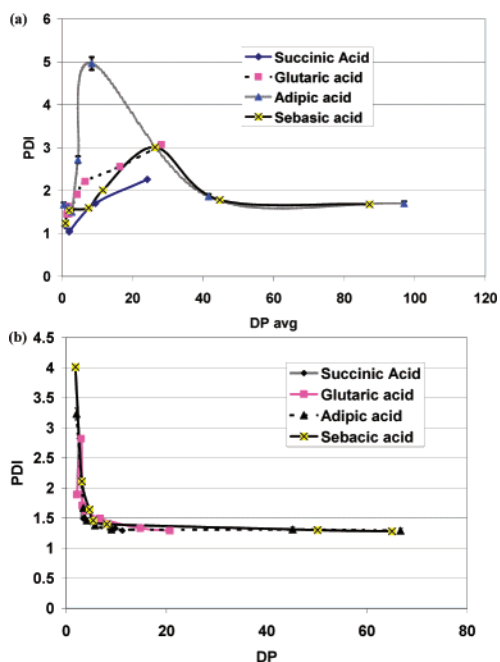 (a)
6
5
4
3
2
1
0
PDI
Succinic Acid
Glutaric acid
Adipic acid
Sebasic acid
0 20 40 60 80 100 120
DP avg
(b)
4.5
4
3.5
3
2.5
2
1.5
1
0.5
0
PDI
Succinic Acid
Glutaric acid
Adipic acid
Sebacic acid
0 20 40 60 80
DP